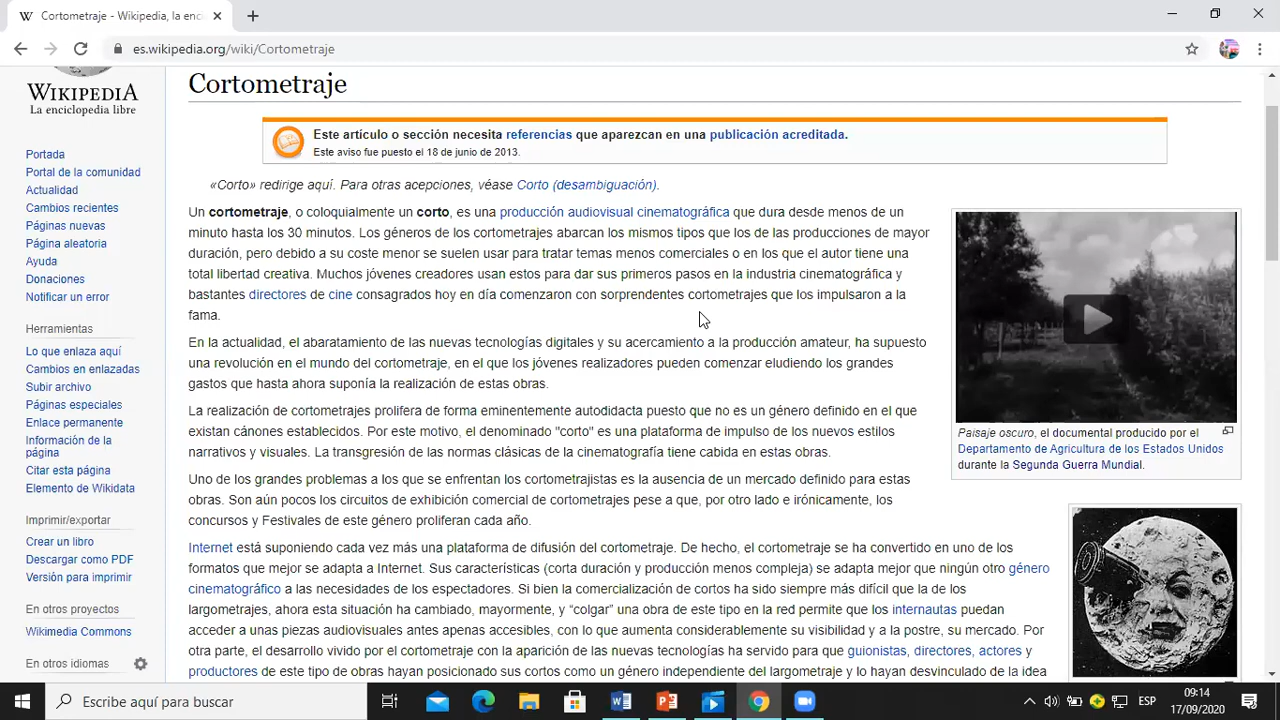 Cortometraje - Wikipedia, la enc
es.wikipedia.org/wiki/Cortometraje
WIKIPEDIA
La enciclopedia libre
Portada
Portal de la comunidad
Actualidad
Cambios recientes
Páginas nuevas
Página aleatoria
Ayuda
Donaciones
Notificar un error
Herramientas
Lo que enlaza aquí
Cambios en enlazadas
Subir archivo
Páginas especiales
Enlace permanente
Información de la
página
Citar esta página
Elemento de Wikidata
Imprimir/exportar
Crear un libro
Descargar como PDF
Versión para imprimir
En otros proyectos
Wikimedia Commons
En otros idiomas
Cortometraje
Este artículo o sección necesita referencias que aparezcan en una publicación acreditada.
Este aviso fue puesto el 18 de junio de 2013.
«Corto» redirige aquí. Para otras acepciones, véase Corto (desambiguación).
Un cortometraje, o coloquialmente un corto, es una producción audiovisual cinematográfica que dura desde menos de un
minuto hasta los 30 minutos. Los géneros de los cortometrajes abarcan los mismos tipos que los de las producciones de mayor
duración, pero debido a su coste menor se suelen usar para tratar temas menos comerciales o en los que el autor tiene una
total libertad creativa. Muchos jóvenes creadores usan estos para dar sus primeros pasos en la industria cinematográfica y
bastantes directores de cine consagrados hoy en día comenzaron con sorprendentes cortometrajes que los impulsaron a la
fama.
En la actualidad, el abaratamiento de las nuevas tecnologías digitales y su acercamiento a la producción amateur, ha supuesto
una revolución en el mundo del cortometraje, en el que los jóvenes realizadores pueden comenzar eludiendo los grandes
gastos que hasta ahora suponía la realización de estas obras.
La realización de cortometrajes prolifera de forma eminentemente autodidacta puesto que no es un género definido en el que
existan cánones establecidos. Por este motivo, el denominado "corto" es una plataforma de impulso de los nuevos estilos
narrativos y visuales. La transgresión de las normas clásicas de la cinematografía tiene cabida en estas obras.
Uno de los grandes problemas a los que se enfrentan los cortometrajistas es la ausencia de un mercado definido para estas
obras. Son aún pocos los circuitos de exhibición comercial de cortometrajes pese a que, por otro lado e irónicamente, los
concursos y Festivales de este género proliferan cada año.
Internet está suponiendo cada vez más una plataforma de difusión del cortometraje. De hecho, el cortometraje se ha convertido en uno de los
formatos que mejor se adapta a Internet. Sus características (corta duración y producción menos compleja) se adapta mejor que ningún otro género
cinematográfico a las necesidades de los espectadores. Si bien la comercialización de cortos ha sido siempre más difícil que la de los
largometrajes, ahora esta situación ha cambiado, mayormente, y “colgar” una obra de este tipo en la red permite que los internautas puedan
acceder a unas piezas audiovisuales antes apenas accesibles, con lo que aumenta considerablemente su visibilidad y a la postre, su mercado. Por
otra parte, el desarrollo vivido por el cortometraje con la aparición de las nuevas tecnologías ha servido para que guionistas, directores, actores y
productores de este tipo de obras hayan posicionado sus cortos como un género independiente del largometraje y lo hayan desvinculado de la idea
Paisaje oscuro, el documental producido por el
Departamento de Agricultura de los Estados Unidos
durante la Segunda Guerra Mundial.
Escribe aquí para buscar
ESP
09:14
17/09/2020